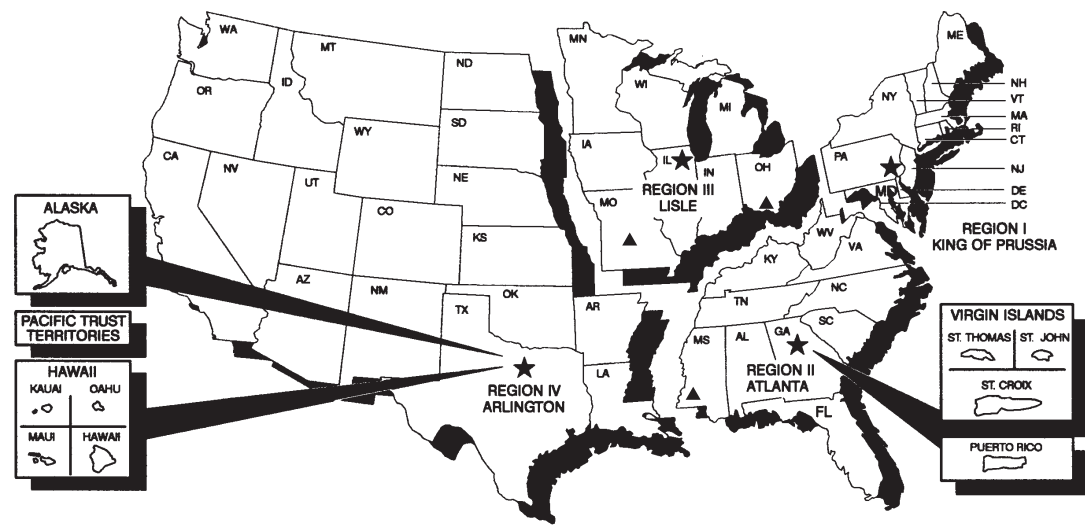 WA
MT
ND
MN
ME
ID
OR
SD
WI
MI
NY
NH
VT
MA
RI
CT
WY
IA
CA
NV
NE
IL
IN
OH
PA
NJ
UT
REGION III
LISLE
MD
DE
DC
CO
MO
REGION I
KING OF PRUSSIA
ALASKA
KS
WV
VA
KY
AZ
NM
OK
TX
AR
TN
NC
SC
MS
AL
GA
PACIFIC TRUST
TERRITORIES
HAWAII
KAUAI
OAHU
MAUI
HAWAII
REGION IV
ARLINGTON
LA
REGION II
ATLANTA
FL
VIRGIN ISLANDS
ST. THOMAS
ST. JOHN
ST. CROIX
PUERTO RICO